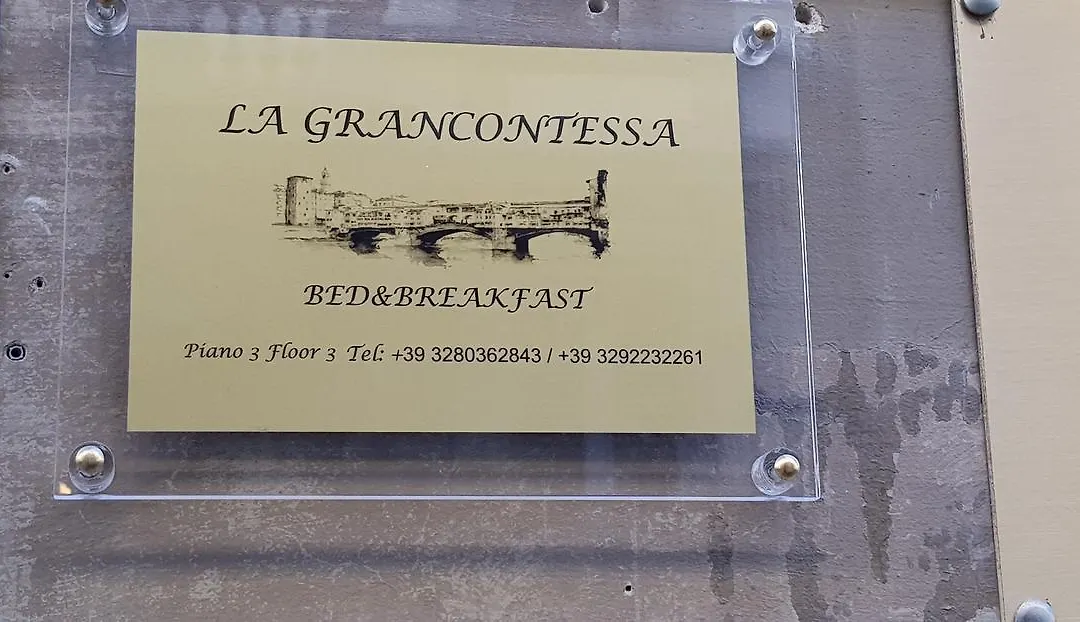 LA GRANCONTESSA
BED&BREAKFAST
Piano 3 Floor 3 Tel: +39 3280362843 / +39 3292232261